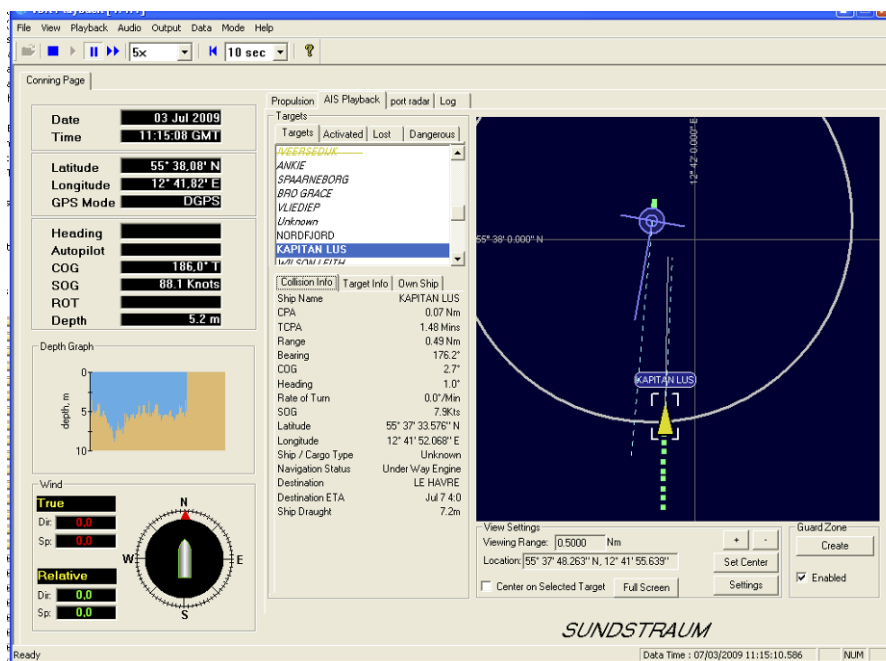 VDR Playback [4.7.7]
File View Playback Audio Output Data Mode Help
5x 10 sec ?
Conning Page
Date 03 Jul 2009
Time 11:15:08 GMT
Latitude 55° 38,08' N
Longitude 12° 41,82' E
GPS Mode DGPS
Heading
Autopilot
COG 186,0° T
SOG 88.1 Knots
ROT
Depth 5.2 m
Depth Graph
depth, m
0
5
10
Wind
True
Dir: 0,0
Sp: 0,0
Relative
Dir: 0,0
Sp: 0,0
N
W E
S
Propulsion AIS Playback port radar Log
Targets
Targets Activated Lost Dangerous
IVEERSEDIJK
ANKIE
SPAARNEBORG
BRO GRACE
VLIEDIEP
Unknown
NORDFJORD
KAPITAN LUS
WILSON LEITH
Collision Info Target Info Own Ship
Ship Name KAPITAN LUS
CPA 0.07 Nm
TCPA 1.48 Mins
Range 0.49 Nm
Bearing 176.2°
COG 2.7°
Heading 1.0°
Rate of Turn 0.0°/Min
SOG 7.9Kts
Latitude 55° 37' 33.576'' N
Longitude 12° 41' 52.068'' E
Ship / Cargo Type Unknown
Navigation Status Under Way Engine
Destination LE HAVRE
Destination ETA Jul 7 4:0
Ship Draught 7.2m
12° 42' 0.000'' E
55° 38' 0.000'' N
KAPITAN LUS
View Settings
Viewing Range: 0.5000 Nm
Location: 55° 37' 48.263'' N, 12° 41' 55.639''
Center on Selected Target Full Screen
+ -
Set Center
Settings
Guard Zone
Create
Enabled
SUNDSTRAUM
Ready Data Time : 07/03/2009 11:15:10.586 NUM